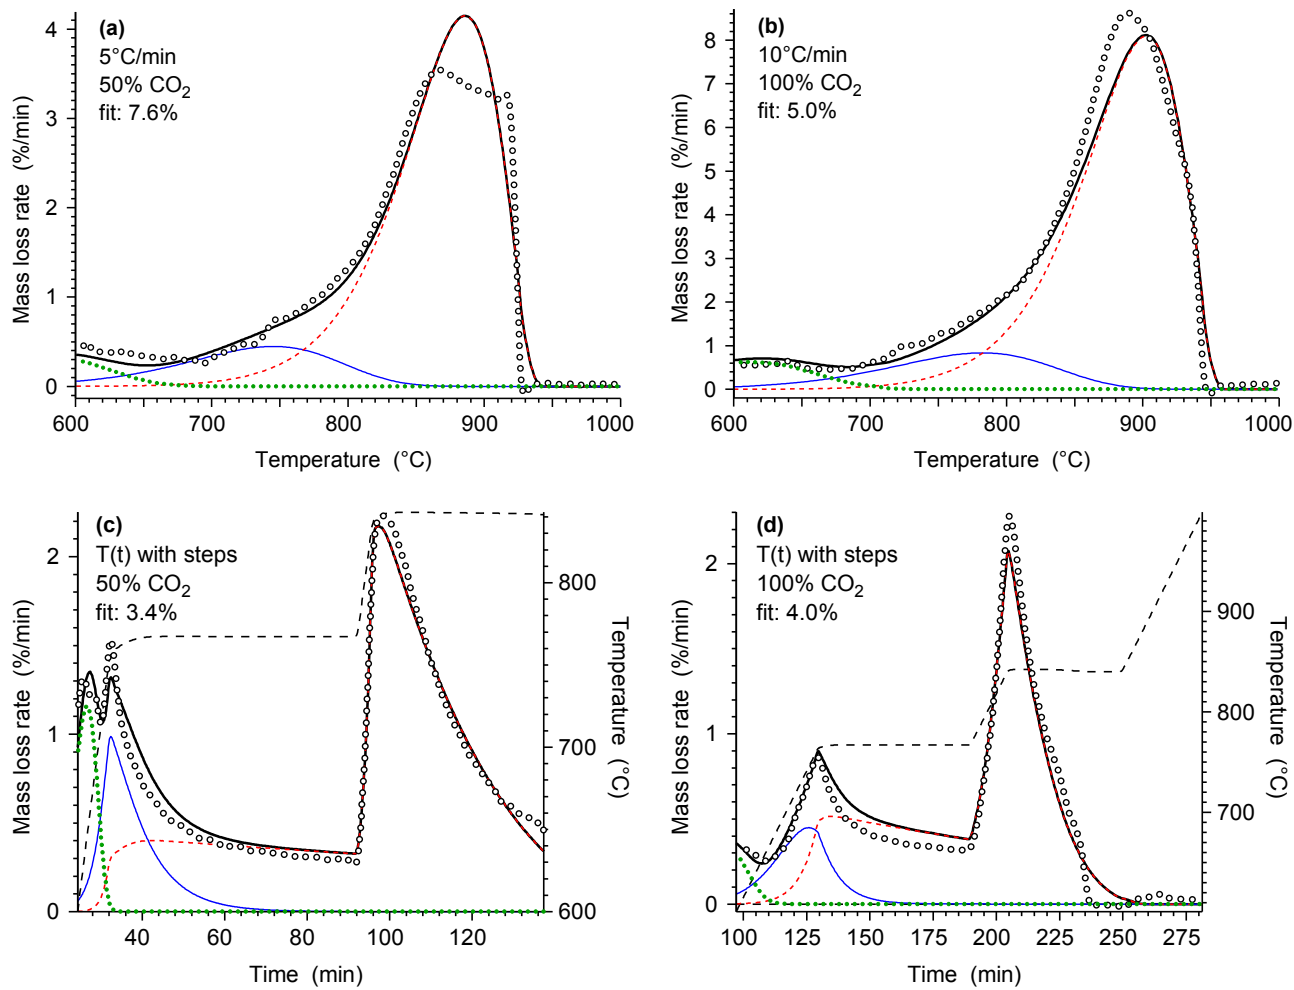 (a)
5°C/min
50% CO2
fit: 7.6%
4
3
2
1
0
Mass loss rate (%/min)
600 700 800 900 1000
Temperature (°C)
(b)
10°C/min
100% CO2
fit: 5.0%
8
7
6
5
4
3
2
1
0
Mass loss rate (%/min)
600 700 800 900 1000
Temperature (°C)
(c)
T(t) with steps
50% CO2
fit: 3.4%
2
1
0
Mass loss rate (%/min)
800
700
600
Temperature (°C)
40 60 80 100 120
Time (min)
(d)
T(t) with steps
100% CO2
fit: 4.0%
2
1
0
Mass loss rate (%/min)
900
800
700
Temperature (°C)
100 125 150 175 200 225 250 275
Time (min)